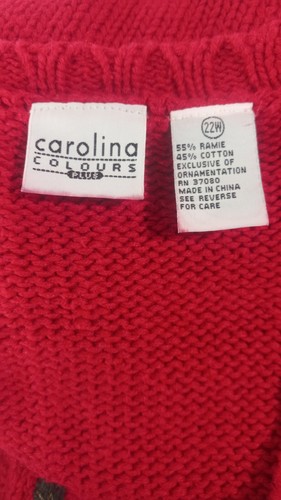 carolina
COLOURS
PLUS
22W
55% RAMIE
45% COTTON
EXCLUSIVE OF
ORNAMENTATION
RN 37080
MADE IN CHINA
SEE REVERSE
FOR CARE